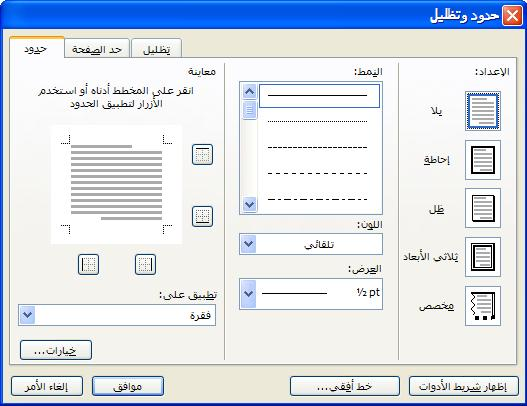 حدود وتظليل
حدود
حد الصفحة
تظليل
الإعداد:
بلا
إحاطة
ظل
ثلاثي الأبعاد
مخصص
النمط:
اللون:
تلقائي
العرض:
½ pt
معاينة
انقر على المخطط أدناه أو استخدم
الأزرار لتطبيق الحدود
تطبيق على:
فقرة
خيارات...
إظهار شريط الأدوات
خط أفقي...
موافق
إلغاء الأمر